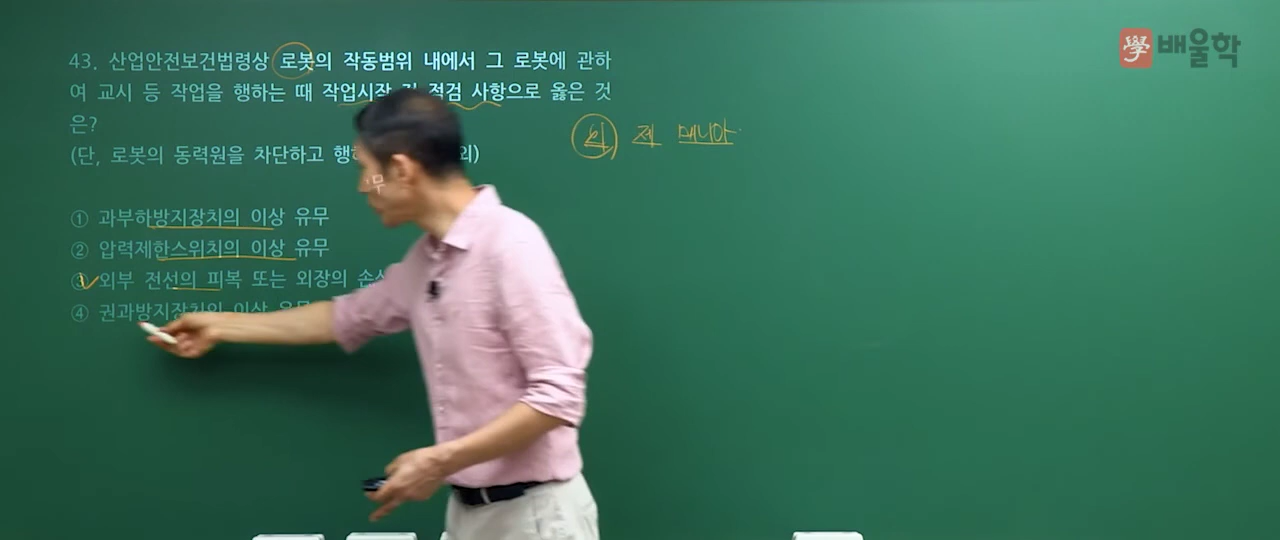 學 배울학
43. 산업안전보건법령상 로봇의 작동범위 내에서 그 로봇에 관하
여 교시 등 작업을 행하는 때 작업시작 전 점검 사항으로 옳은 것
은?
(단, 로봇의 동력원을 차단하고 행 외)
외 제 매니아
① 과부하방지장치의 이상 유무
② 압력제한스위치의 이상 유무
③ 외부 전선의 피복 또는 외장의 손상 무
④ 권과방지장치의 이상 유무